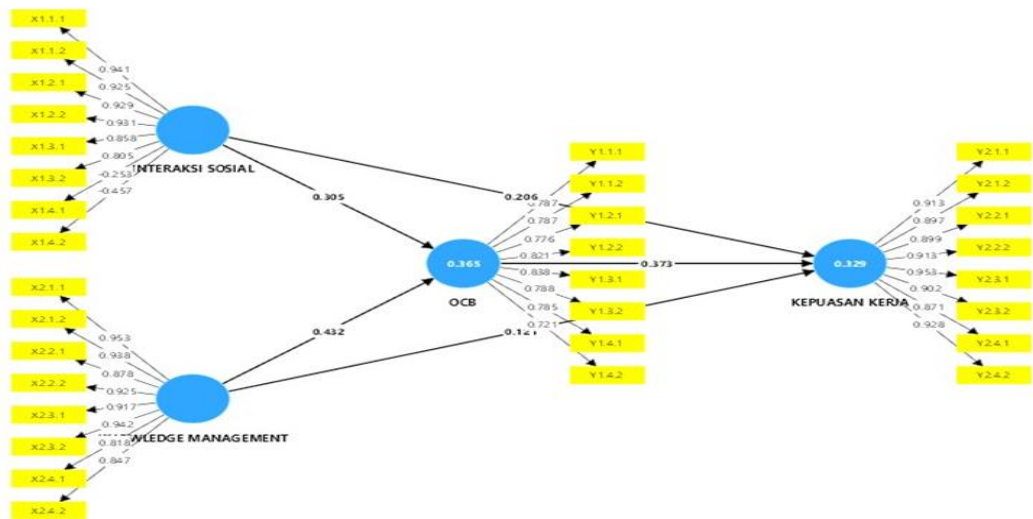 X1.1.1
X1.1.2
X1.2.1
X1.2.2
X1.3.1
X1.3.2
X1.4.1
X1.4.2
0.941
0.925
0.929
0.931
0.858
0.805
-0.253
-0.457
INTERAKSI SOSIAL
X2.1.1
X2.1.2
X2.2.1
X2.2.2
X2.3.1
X2.3.2
X2.4.1
X2.4.2
0.953
0.938
0.878
0.925
0.917
0.942
0.818
0.847
KNOWLEDGE MANAGEMENT
0.305
0.432
0.206
0.373
0.121
0.365
OCB
0.787
0.787
0.776
0.821
0.838
0.788
0.785
0.721
Y1.1.1
Y1.1.2
Y1.2.1
Y1.2.2
Y1.3.1
Y1.3.2
Y1.4.1
Y1.4.2
0.329
KEPUASAN KERJA
0.913
0.897
0.899
0.913
0.953
0.902
0.871
0.928
Y2.1.1
Y2.1.2
Y2.2.1
Y2.2.2
Y2.3.1
Y2.3.2
Y2.4.1
Y2.4.2